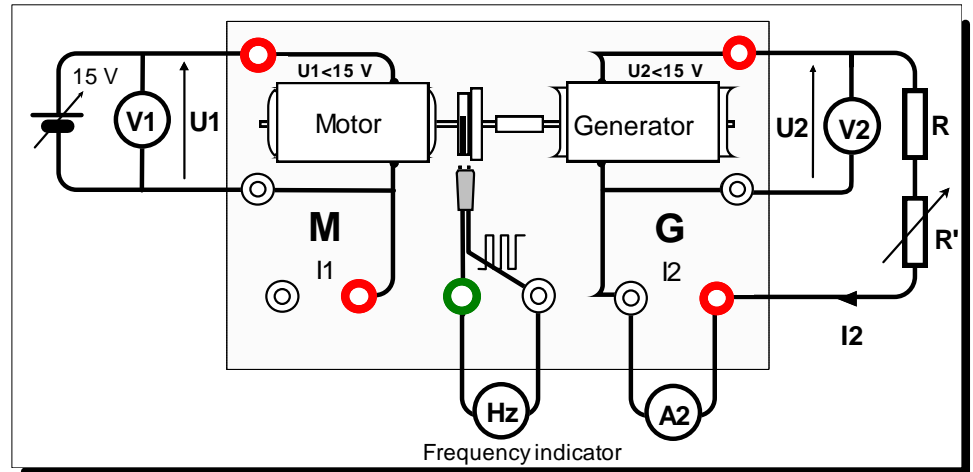 15 V
V1
U1
U1<15 V
Motor
M
I1
U2<15 V
Generator
G
I2
U2
V2
R
R'
I2
Hz
A2
Frequency indicator